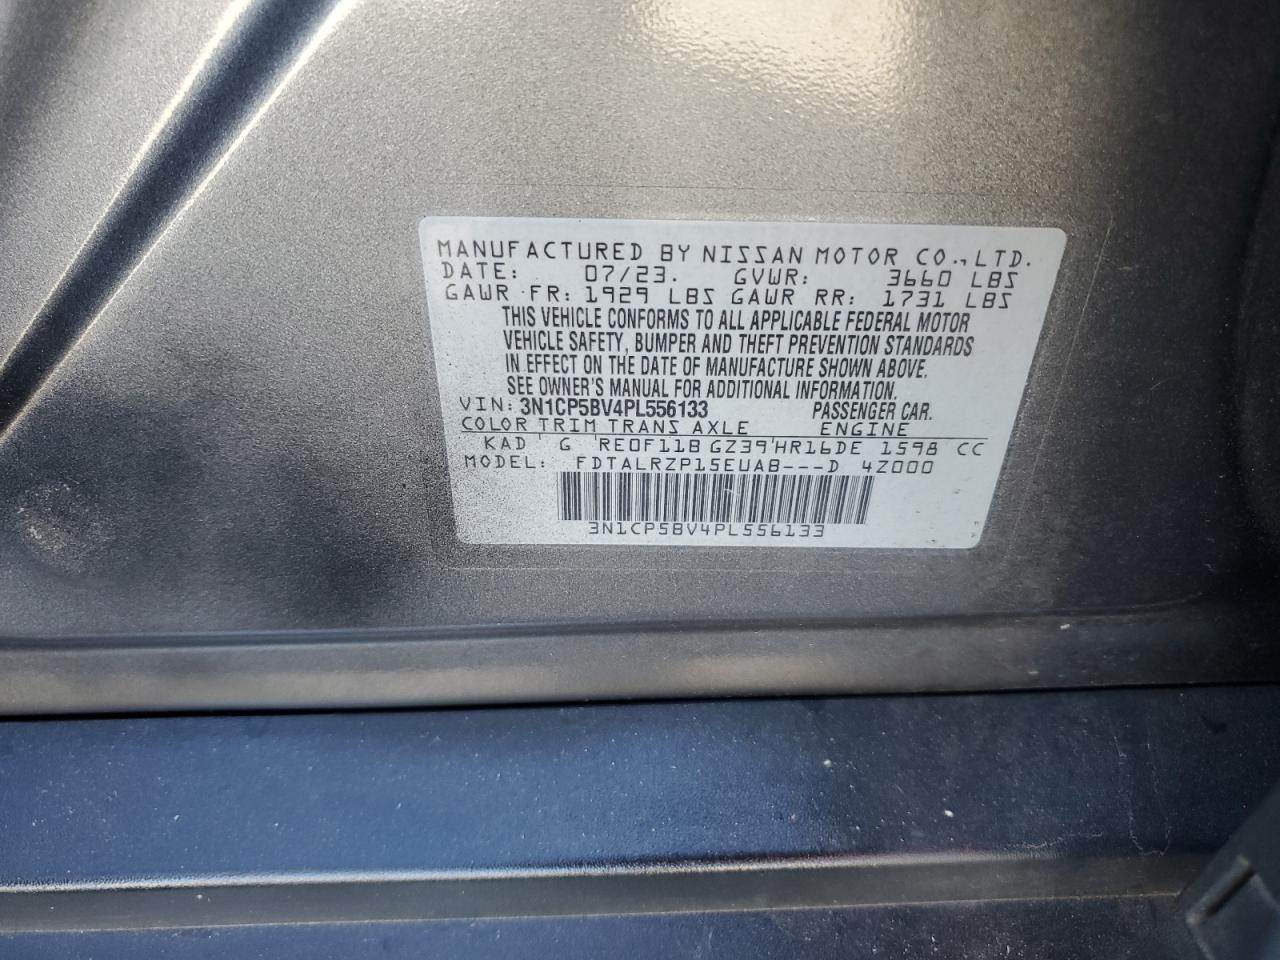 MANUFACTURED BY NISSAN MOTOR CO., LTD.
DATE: 07/23. GVWR: 3660 LBS
GAWR FR: 1929 LBS GAWR RR: 1731 LBS
THIS VEHICLE CONFORMS TO ALL APPLICABLE FEDERAL MOTOR
VEHICLE SAFETY, BUMPER AND THEFT PREVENTION STANDARDS
IN EFFECT ON THE DATE OF MANUFACTURE SHOWN ABOVE.
SEE OWNER'S MANUAL FOR ADDITIONAL INFORMATION.
VIN: 3N1CP5BV4PL556133 PASSENGER CAR.
COLOR TRIM TRANS AXLE ENGINE
KAD G RE0F11B GZ39 HR16DE 1598 CC
MODEL: FDTALRZP15EUAB---D 4Z000
3N1CP5BV4PL556133